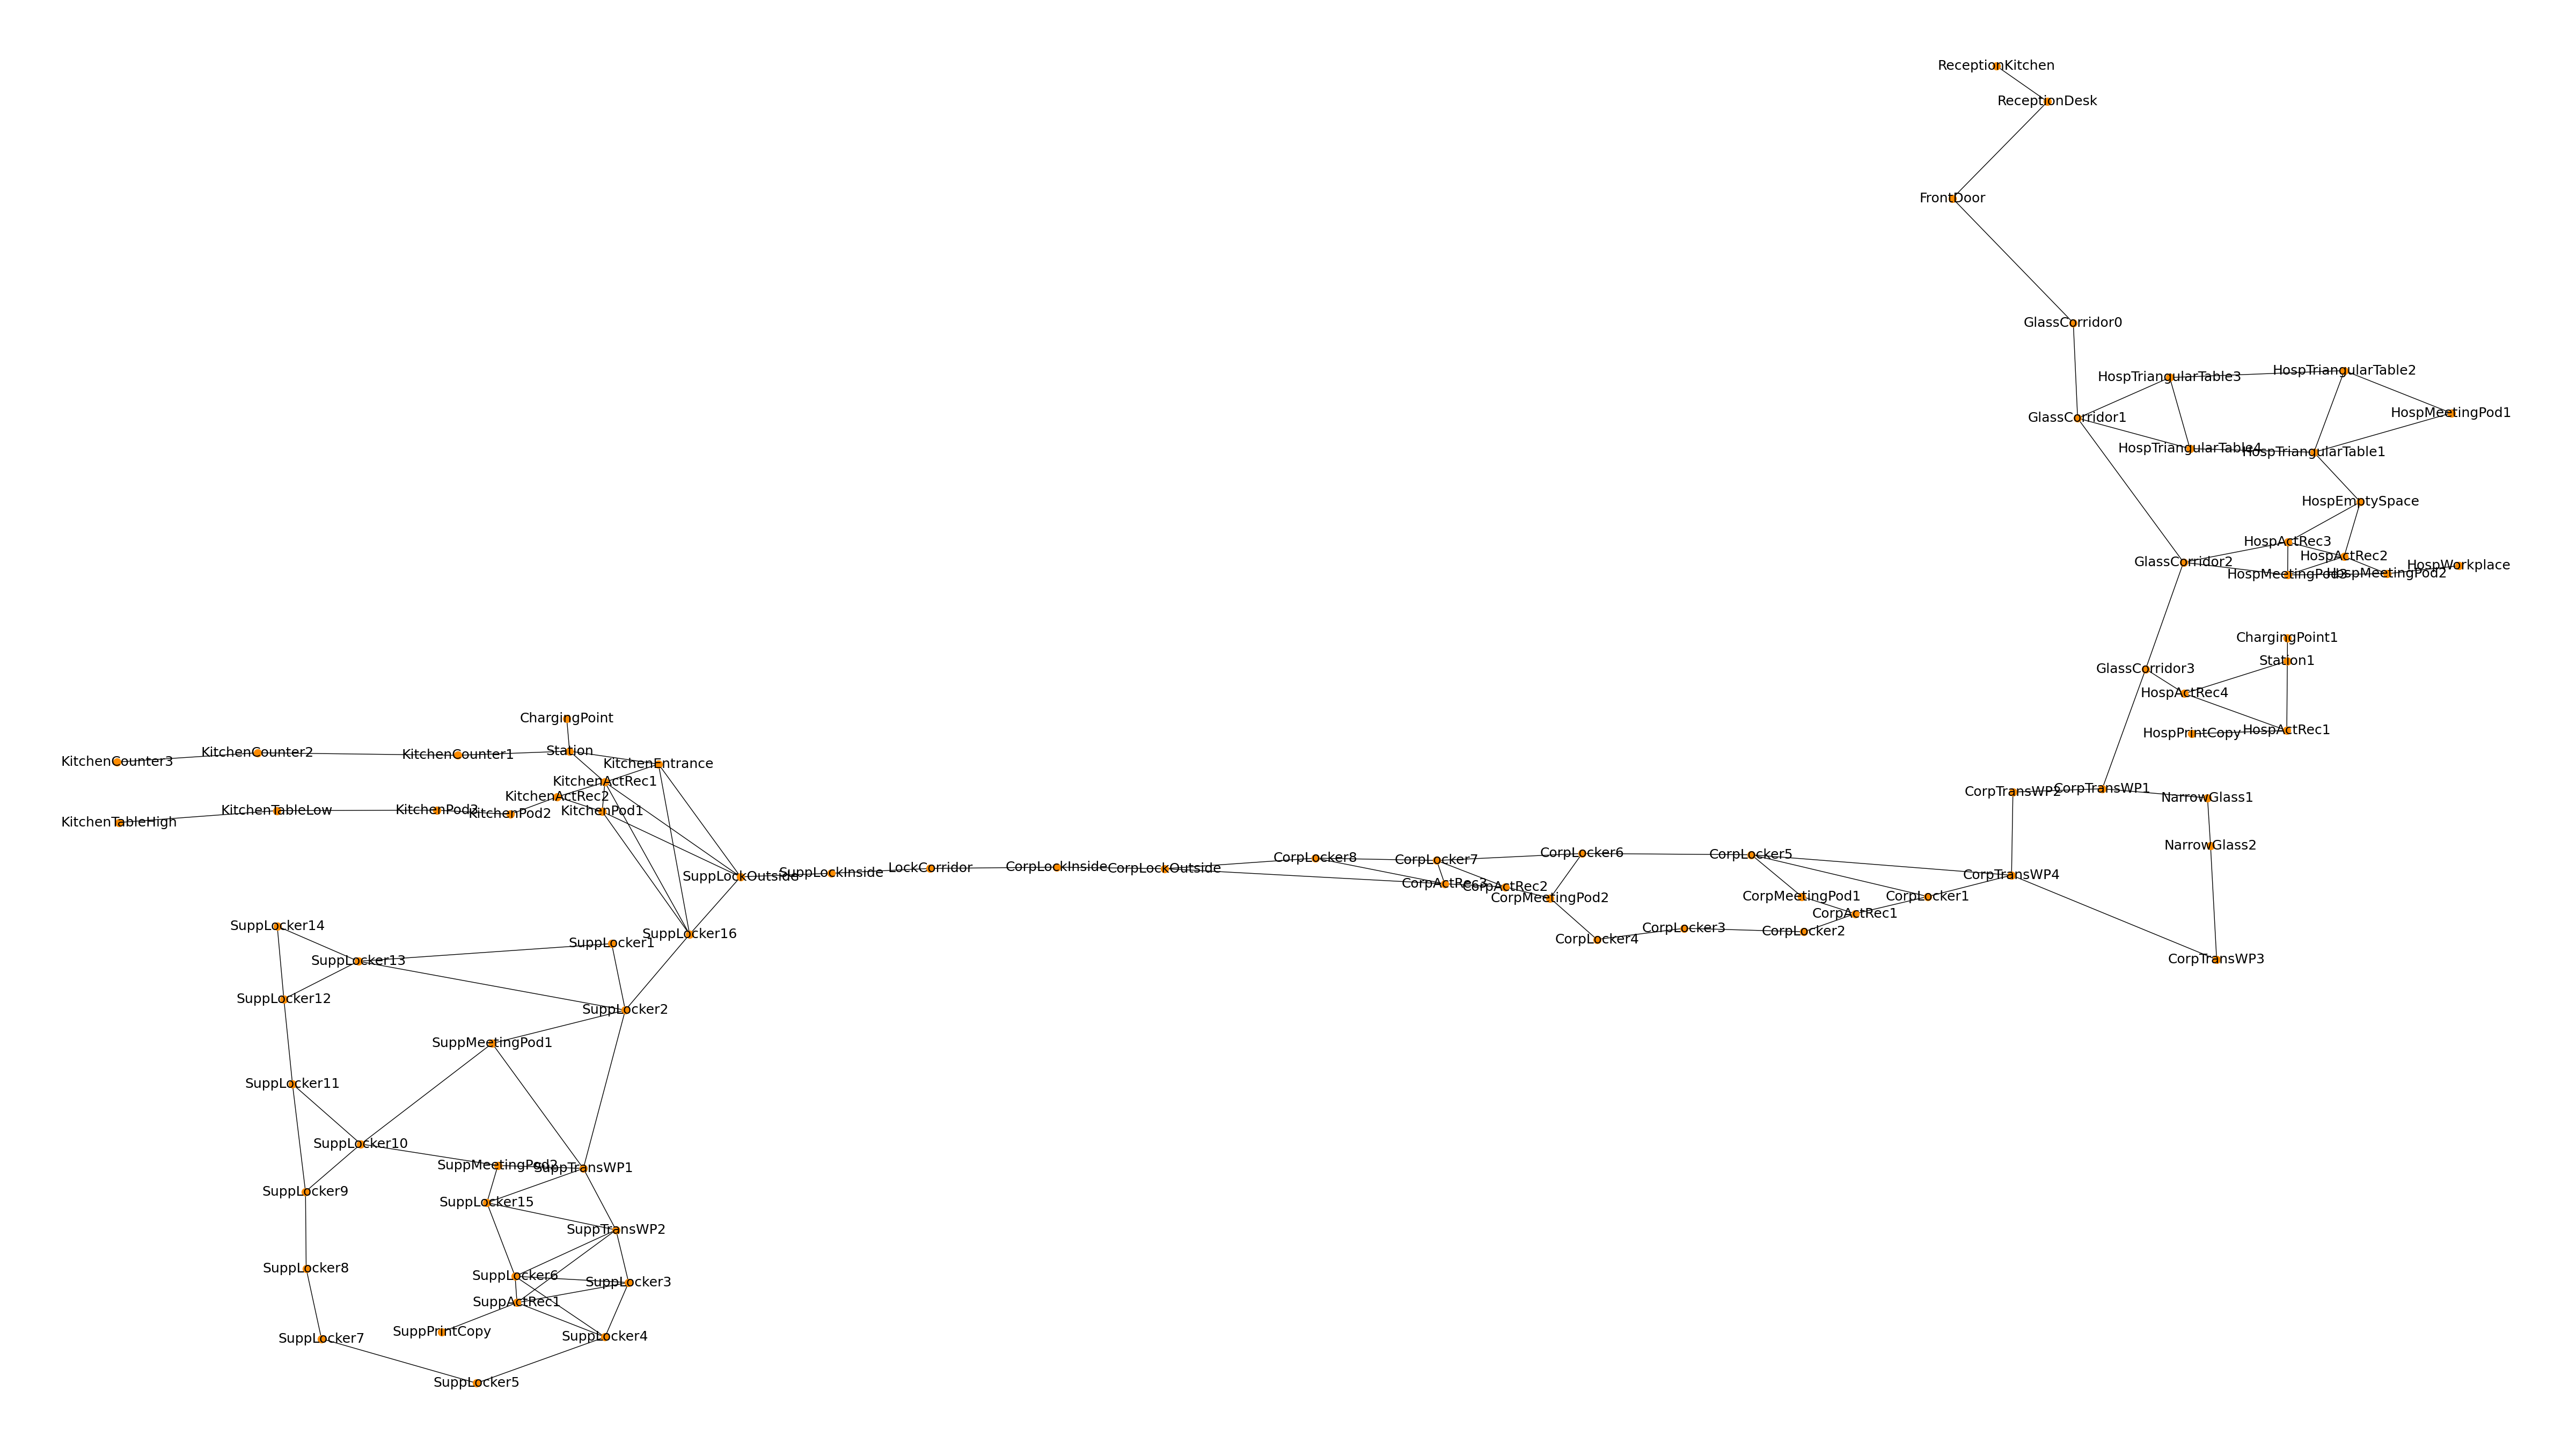 ReceptionKitchen
ReceptionDesk
FrontDoor
GlassCorridor0
HospTriangularTable3
HospTriangularTable2
GlassCorridor1
HospMeetingPod1
HospTriangularTable4
HospTriangularTable1
HospEmptySpace
HospActRec3
HospActRec2
GlassCorridor2
HospWorkplace
HospMeetingPod3
HospMeetingPod2
ChargingPoint1
Station1
GlassCorridor3
HospActRec4
HospPrintCopy
HospActRec1
ChargingPoint
Station
KitchenCounter3
KitchenCounter2
KitchenCounter1
KitchenEntrance
KitchenActRec1
KitchenActRec2
KitchenTableHigh
KitchenTableLow
KitchenPod3
KitchenPod2
KitchenPod1
CorpTransWP2
CorpTransWP1
NarrowGlass1
NarrowGlass2
SuppLockOutside
SuppLockInside
LockCorridor
CorpLockInside
CorpLockOutside
CorpLocker8
CorpLocker7
CorpLocker6
CorpLocker5
CorpTransWP4
CorpActRec3
CorpActRec2
CorpMeetingPod2
CorpMeetingPod1
CorpLocker1
CorpActRec1
CorpLocker4
CorpLocker3
CorpLocker2
CorpTransWP3
SuppLocker14
SuppLocker1
SuppLocker16
SuppLocker13
SuppLocker12
SuppLocker2
SuppMeetingPod1
SuppLocker11
SuppLocker10
SuppMeetingPod2
SuppTransWP1
SuppLocker9
SuppLocker15
SuppTransWP2
SuppLocker8
SuppLocker6
SuppLocker3
SuppActRec1
SuppPrintCopy
SuppLocker7
SuppLocker4
SuppLocker5